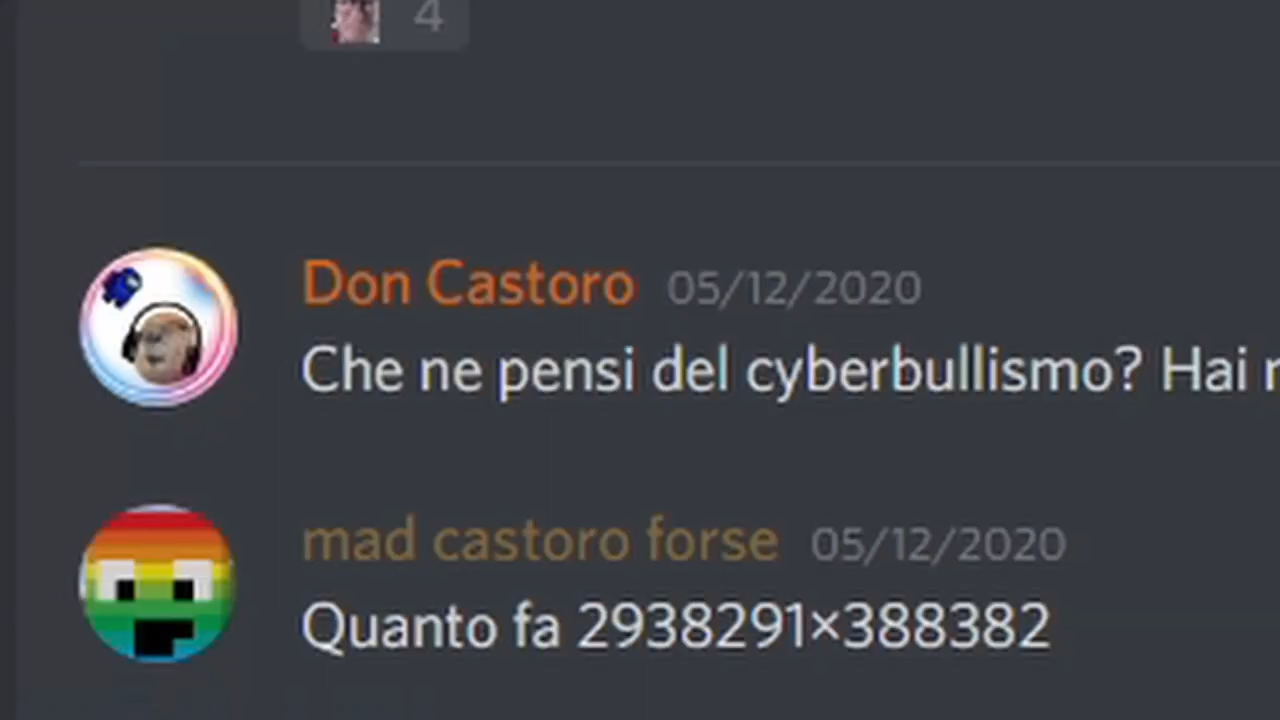 4
Don Castoro 05/12/2020
Che ne pensi del cyberbullismo? Hai
mad castoro forse 05/12/2020
Quanto fa 2938291×388382